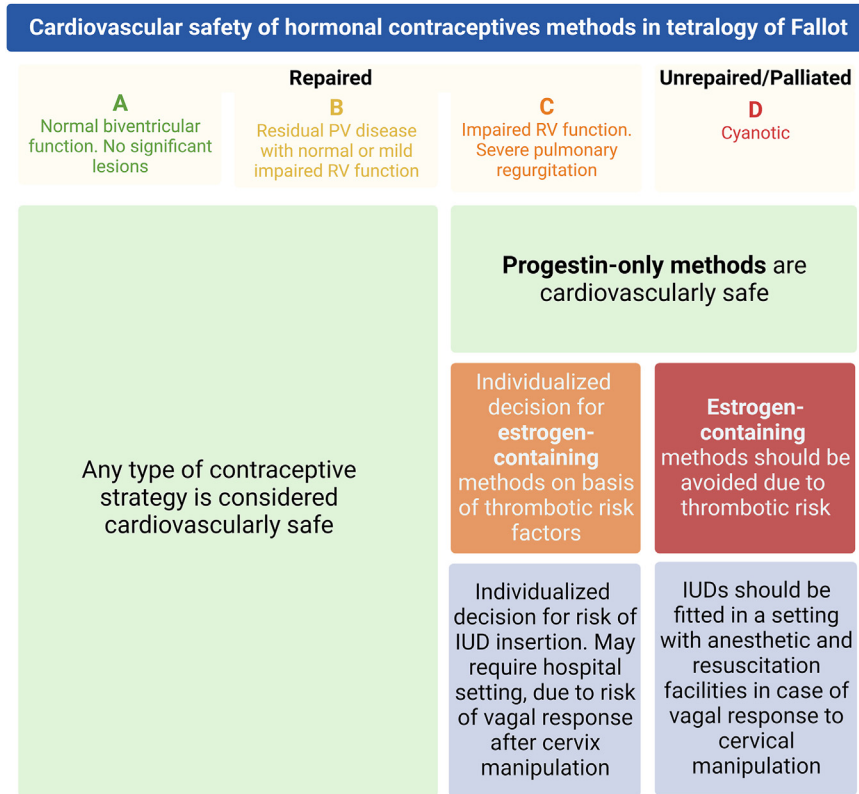 Cardiovascular safety of hormonal contraceptives methods in tetralogy of Fallot
Repaired
Unrepaired/Palliated
A
Normal biventricular
function. No significant
lesions
B
Residual PV disease
with normal or mild
impaired RV function
C
Impaired RV function.
Severe pulmonary
regurgitation
D
Cyanotic
Any type of contraceptive
strategy is considered
cardiovascularly safe
Progestin-only methods are
cardiovascularly safe
Individualized
decision for
estrogen-
containing
methods on basis
of thrombotic risk
factors
Estrogen-
containing
methods should be
avoided due to
thrombotic risk
Individualized
decision for risk of
IUD insertion. May
require hospital
setting, due to risk
of vagal response
after cervix
manipulation
IUDs should be
fitted in a setting
with anesthetic and
resuscitation
facilities in case of
vagal response to
cervical
manipulation